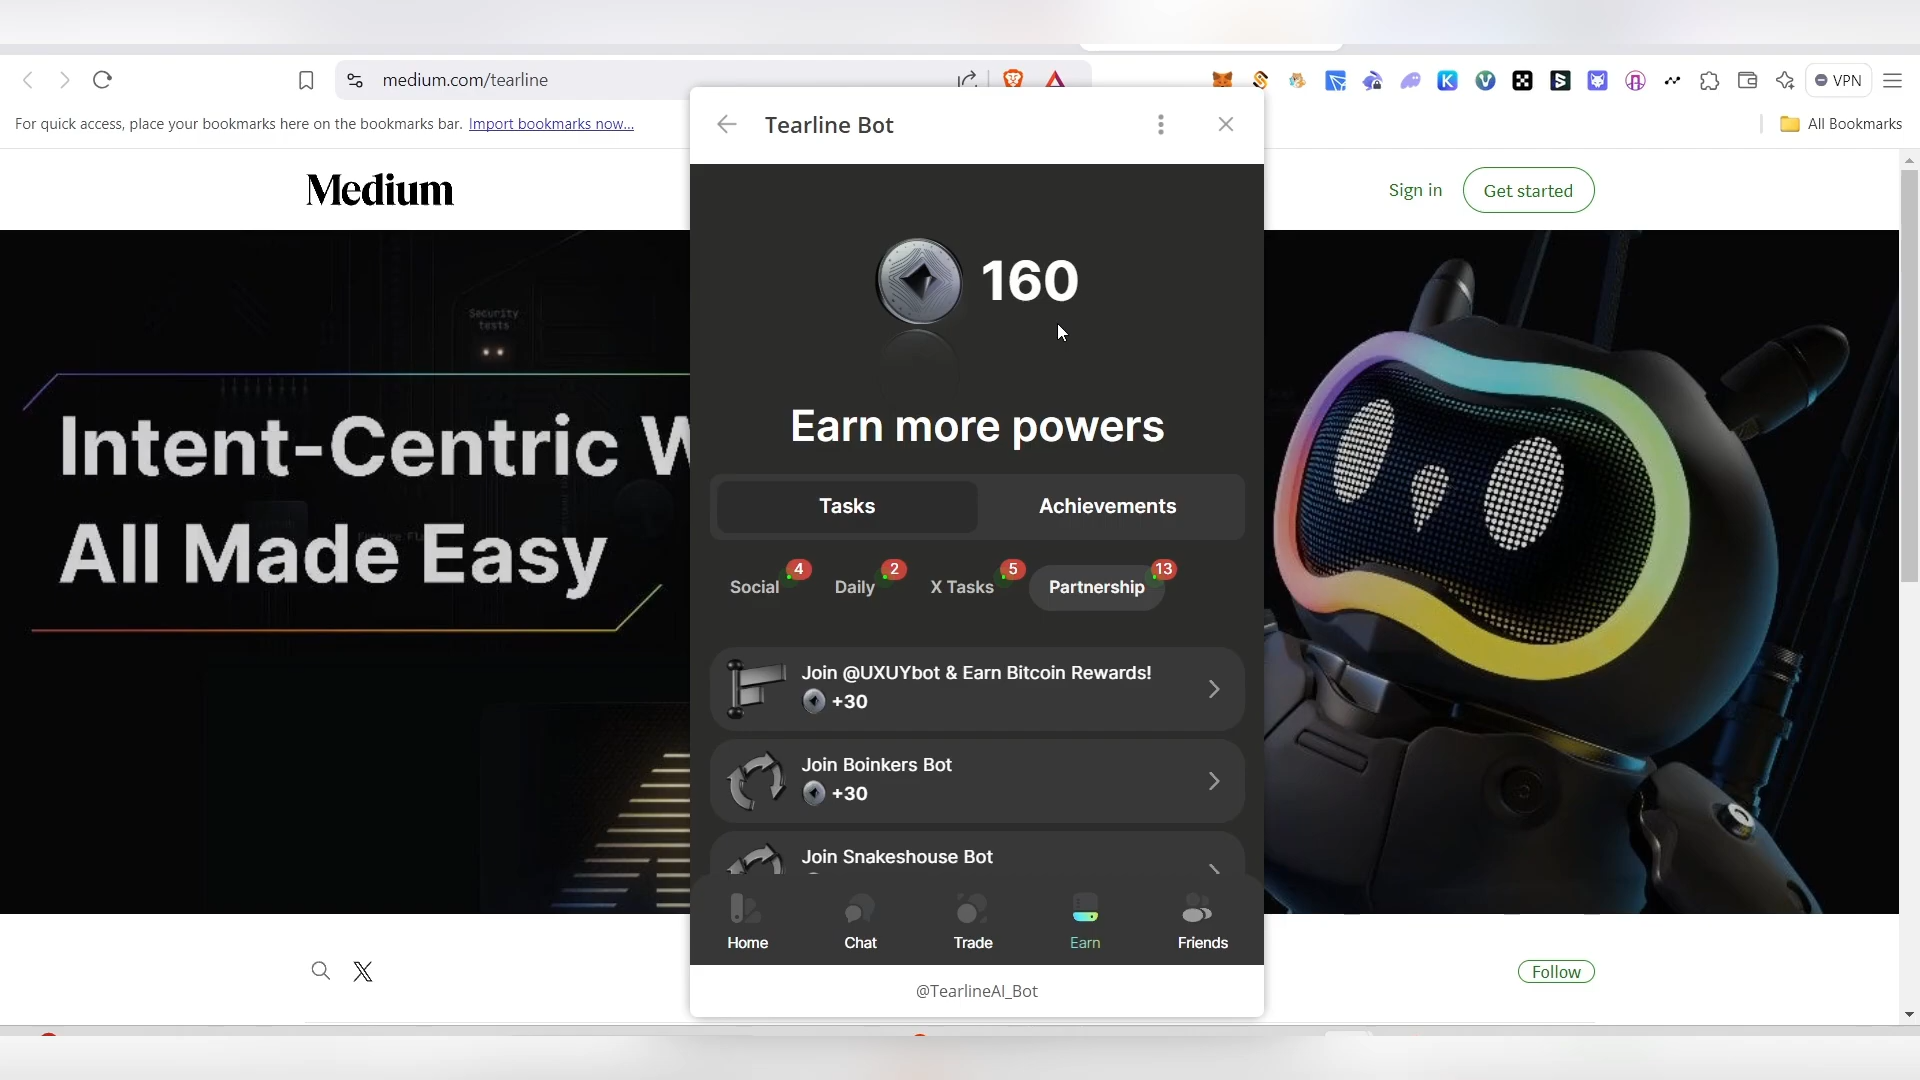 medium.com/tearline
VPN
For quick access, place your bookmarks here on the bookmarks bar. Import bookmarks now...
All Bookmarks
Medium
Sign in
Get started
Security
tests
Intent-Centric W
All Made Easy
Tearline Bot
160
Earn more powers
Tasks
Achievements
Social
4
Daily
2
X Tasks
5
Partnership
13
Join @UXUYbot & Earn Bitcoin Rewards!
+30
Join Boinkers Bot
+30
Join Snakeshouse Bot
Home
Chat
Trade
Earn
Friends
@TearlineAI_Bot
Follow